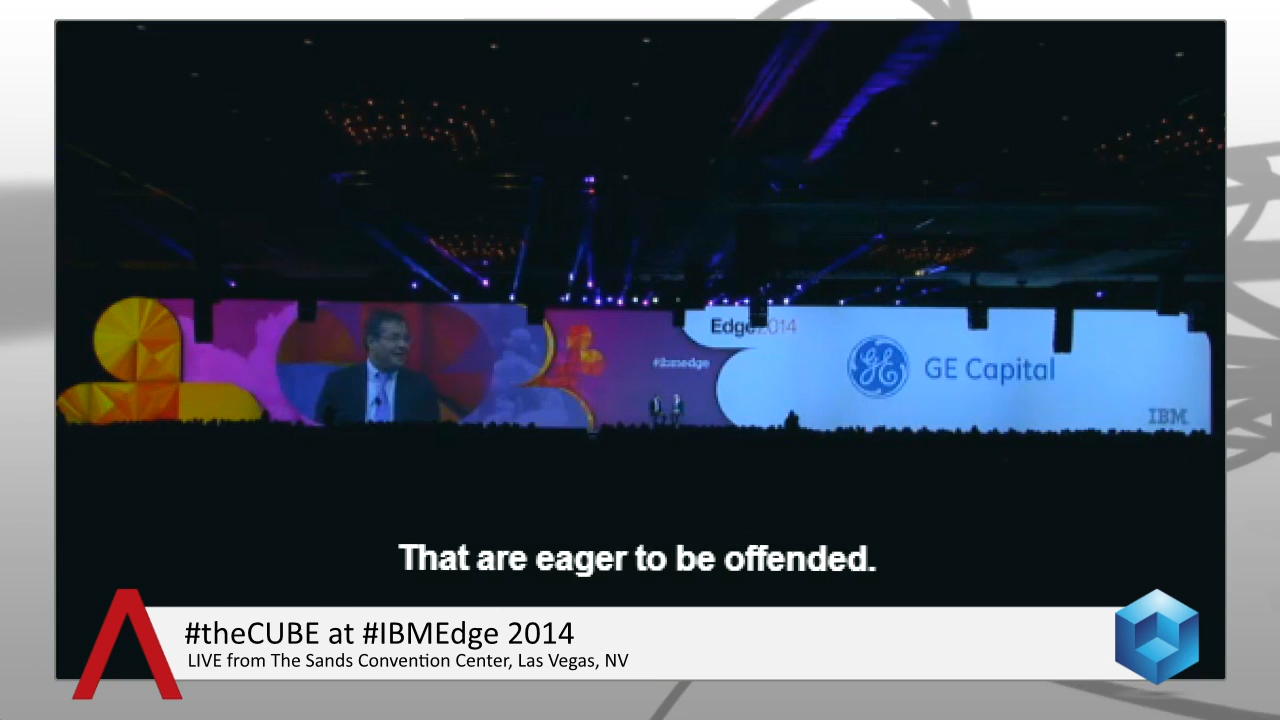 Edge2014
#ibmedge
GE
GE Capital
IBM
That are eager to be offended.
#theCUBE at #IBMEdge 2014
LIVE from The Sands Convention Center, Las Vegas, NV